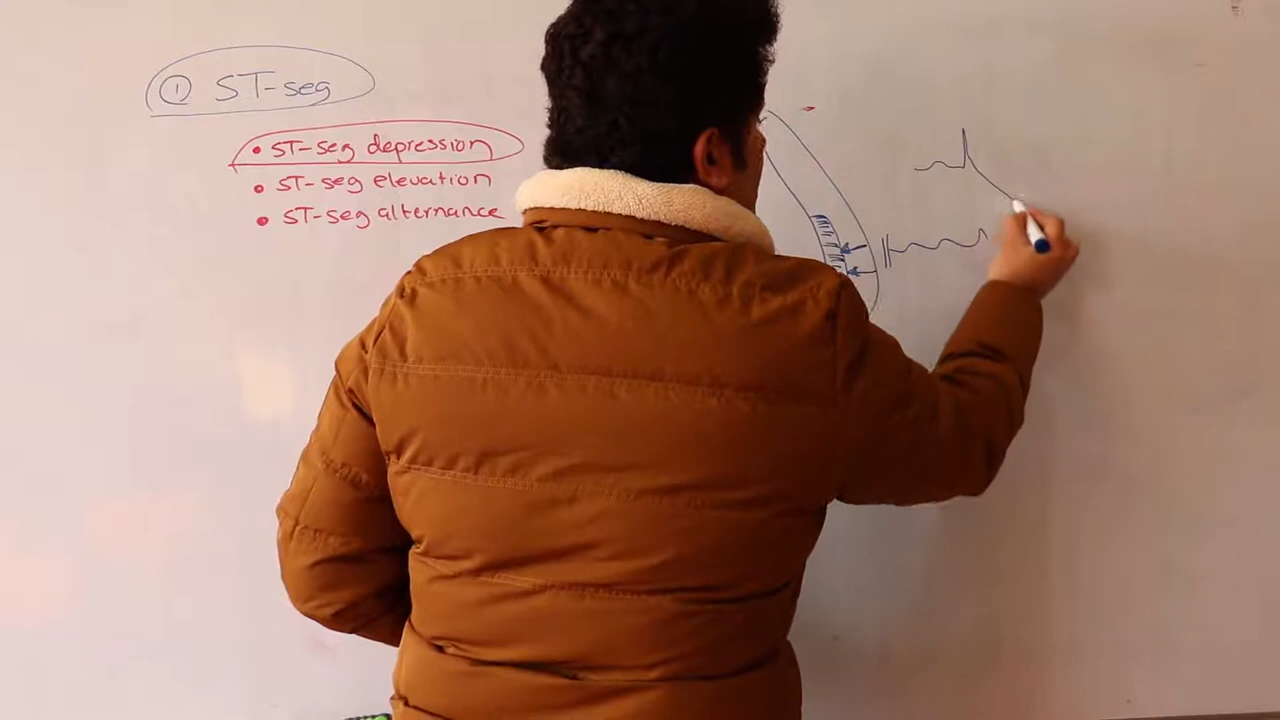 ① ST-seg
• ST-seg depression
• ST-seg elevation
• ST-seg alternance